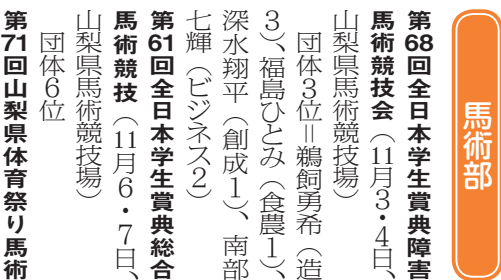 馬術部
第68回全日本学生賞典障害
馬術競技会（11月3・4日、
山梨県馬術競技場）
団体3位＝鵜飼勇希（造
3）、福島ひとみ（食農1）、
深水翔平（創成1）、南部
七輝（ビジネス2）
第61回全日本学生賞典総合
馬術競技（11月6・7日、
山梨県馬術競技場）
団体6位
第71回山梨県体育祭り馬術